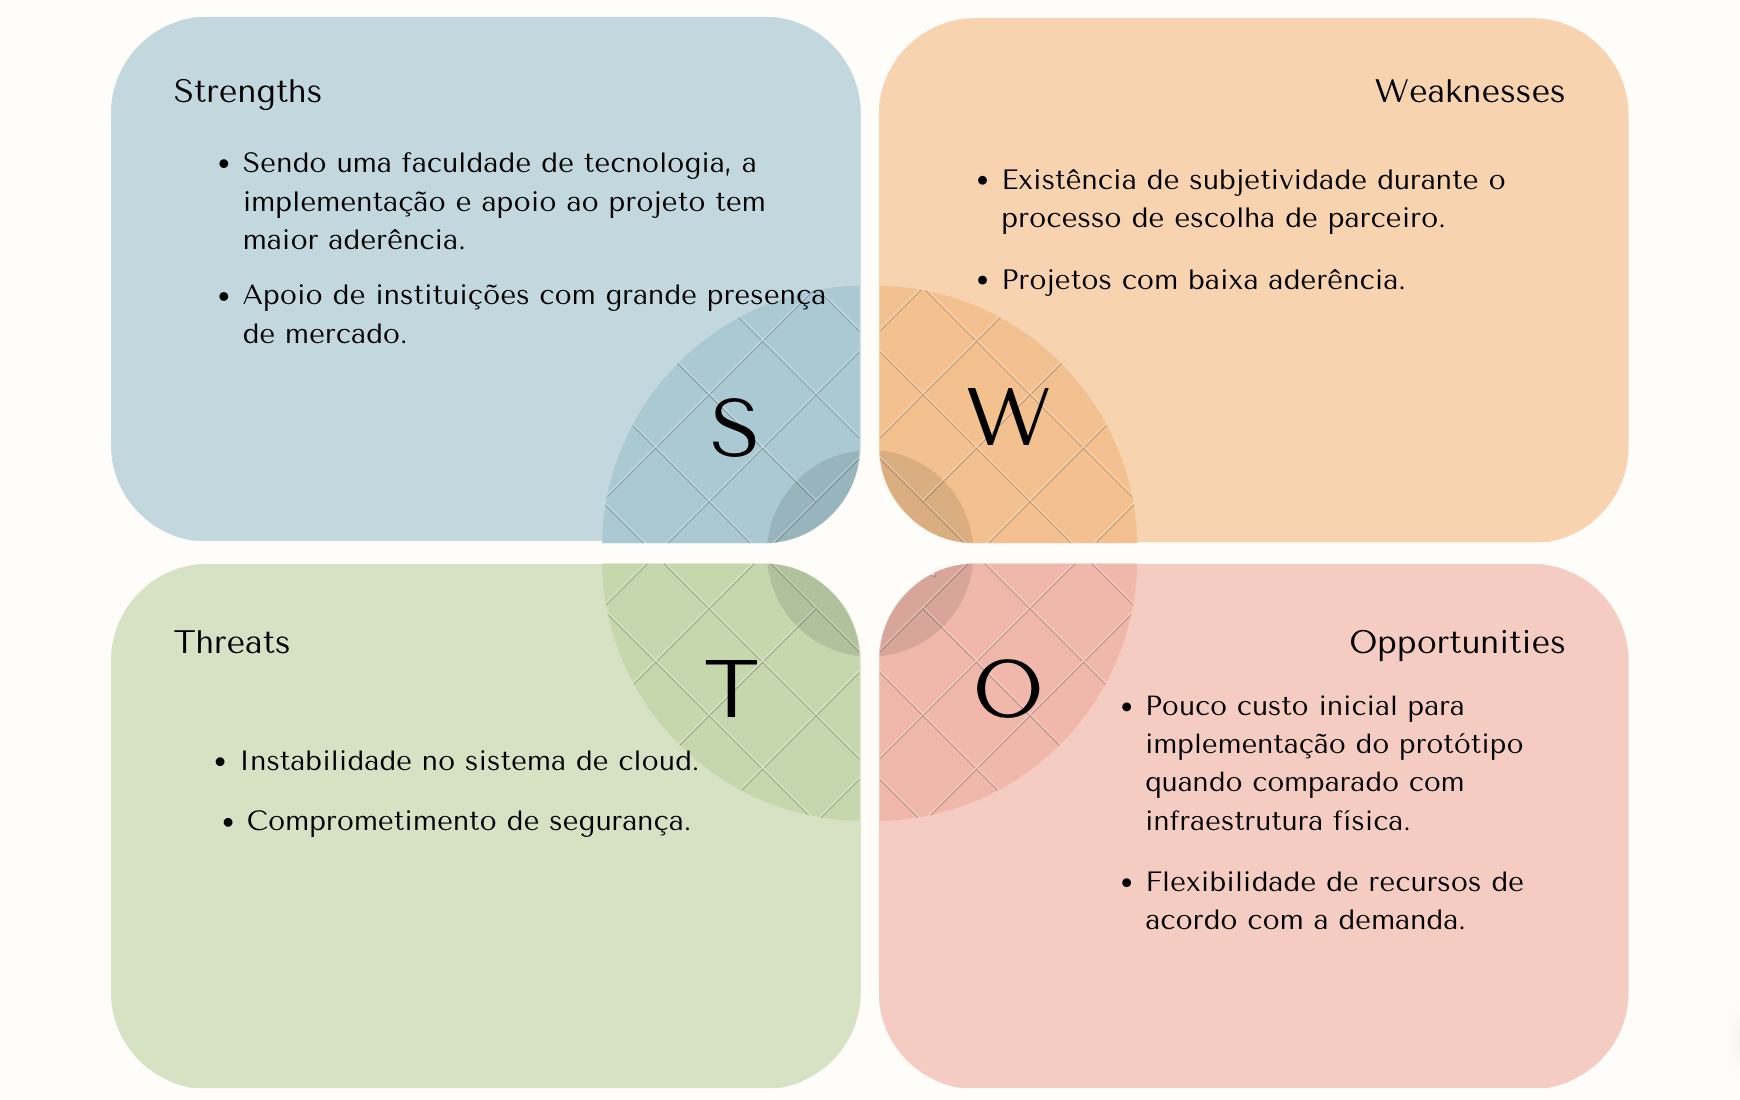 Strengths
• Sendo uma faculdade de tecnologia, a
implementação e apoio ao projeto tem
maior aderência.
• Apoio de instituições com grande presença
de mercado.
S
Weaknesses
• Existência de subjetividade durante o
processo de escolha de parceiro.
• Projetos com baixa aderência.
W
Threats
T
• Instabilidade no sistema de cloud.
• Comprometimento de segurança.
Opportunities
O
• Pouco custo inicial para
implementação do protótipo
quando comparado com
infraestrutura física.
• Flexibilidade de recursos de
acordo com a demanda.